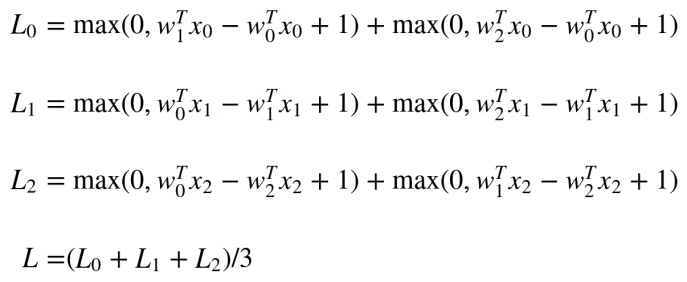 L₀ = max(0, w₁ᵀx₀ − w₀ᵀx₀ + 1) + max(0, w₂ᵀx₀ − w₀ᵀx₀ + 1)
L₁ = max(0, w₀ᵀx₁ − w₁ᵀx₁ + 1) + max(0, w₂ᵀx₁ − w₁ᵀx₁ + 1)
L₂ = max(0, w₀ᵀx₂ − w₂ᵀx₂ + 1) + max(0, w₁ᵀx₂ − w₂ᵀx₂ + 1)
L =(L₀ + L₁ + L₂)/3